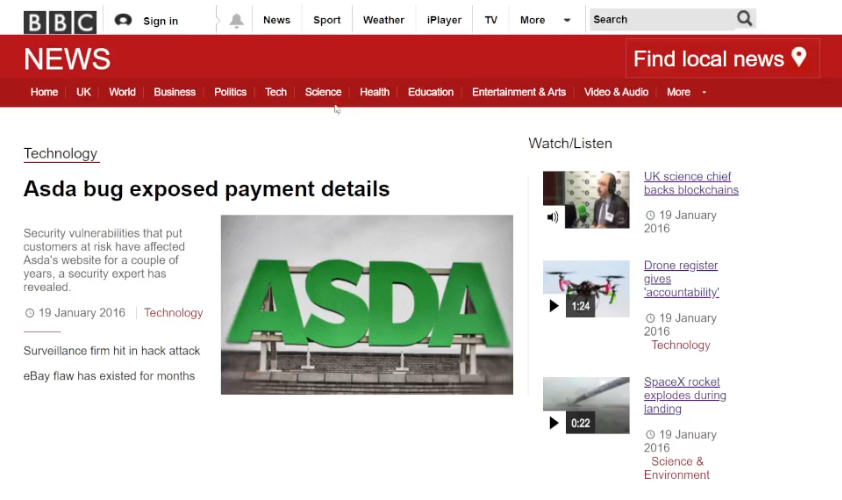 BBC Sign in News Sport Weather iPlayer TV More Search
NEWS
Find local news
Home UK World Business Politics Tech Science Health Education Entertainment & Arts Video & Audio More
Technology
Asda bug exposed payment details
Security vulnerabilities that put
customers at risk have affected
Asda's website for a couple of
years, a security expert has
revealed.
19 January 2016 Technology
Surveillance firm hit in hack attack
eBay flaw has existed for months
ASDA
Watch/Listen
UK science chief
backs blockchains
19 January
2016
Drone register
gives
'accountability'
1:24
19 January
2016
Technology
SpaceX rocket
explodes during
landing
0:22
19 January
2016
Science &
Environment